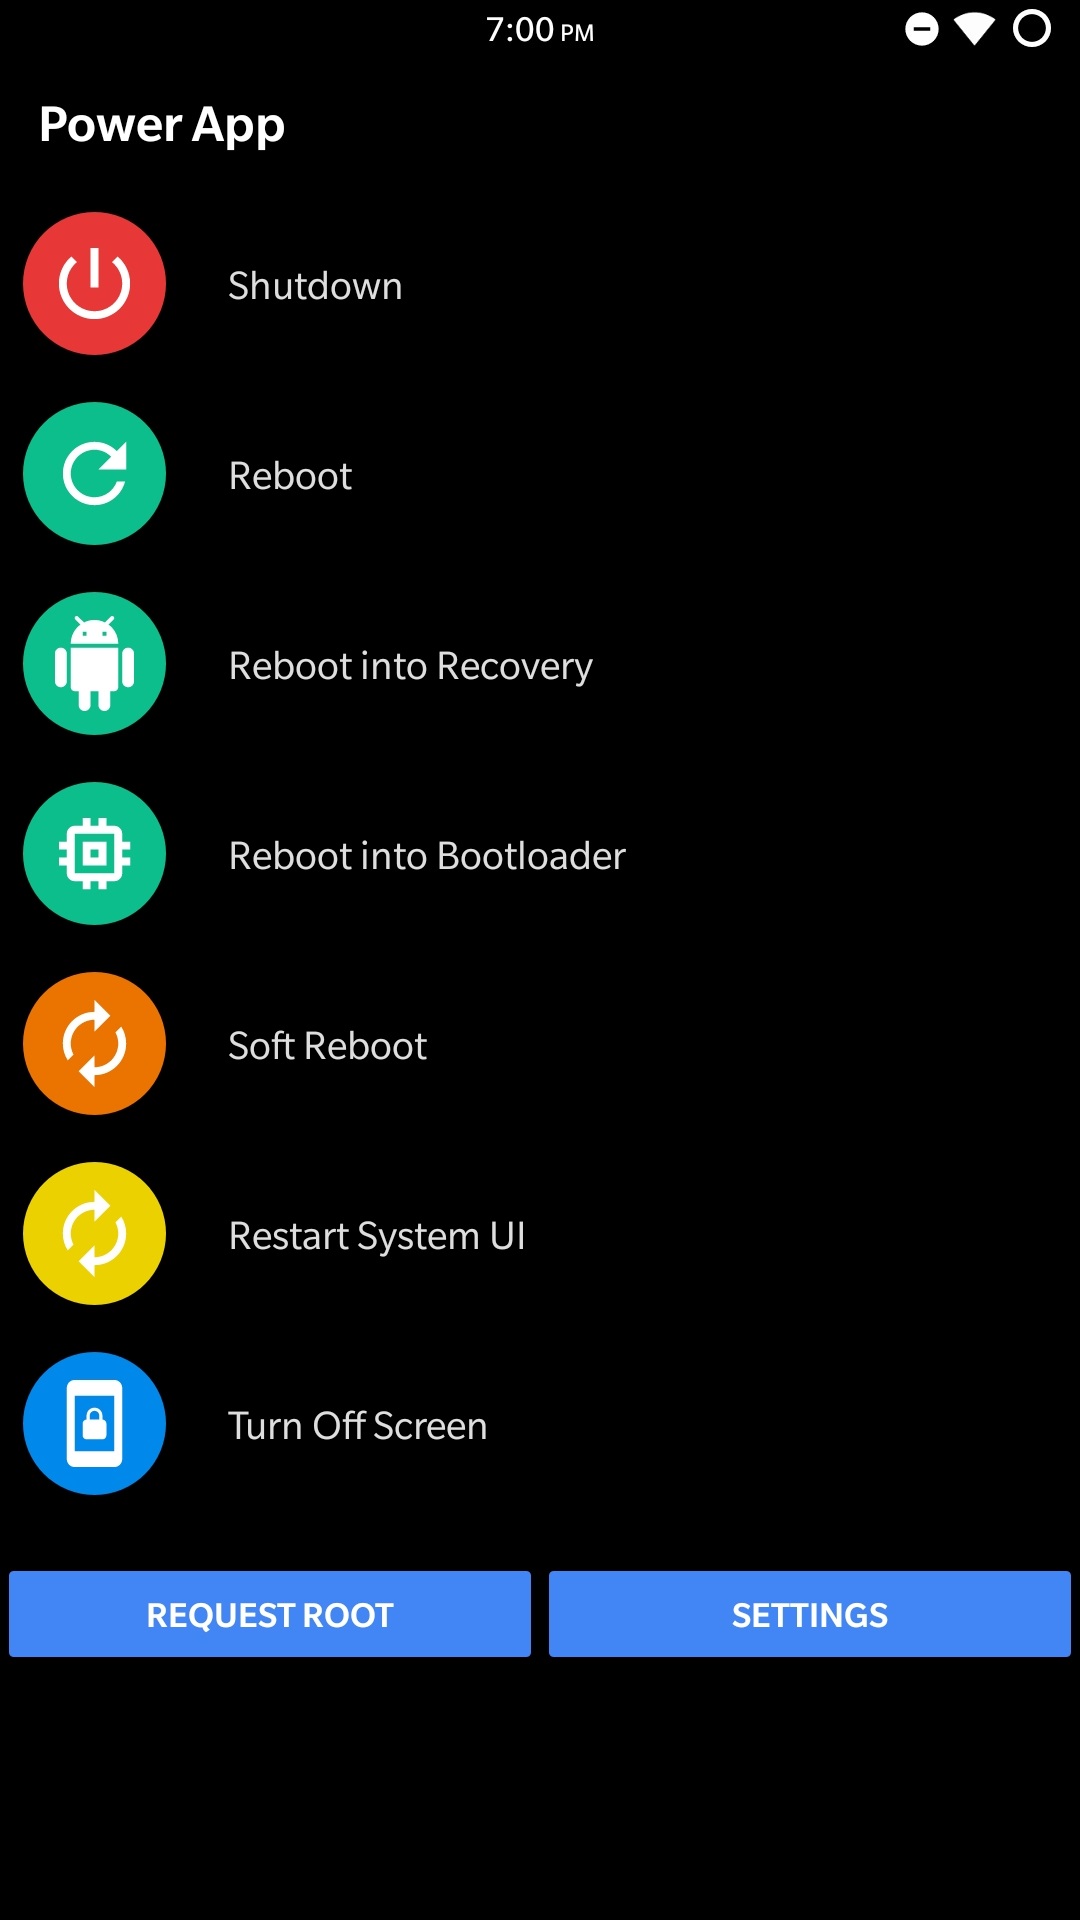 7:00 PM
Power App
Shutdown
Reboot
Reboot into Recovery
Reboot into Bootloader
Soft Reboot
Restart System UI
Turn Off Screen
REQUEST ROOT
SETTINGS